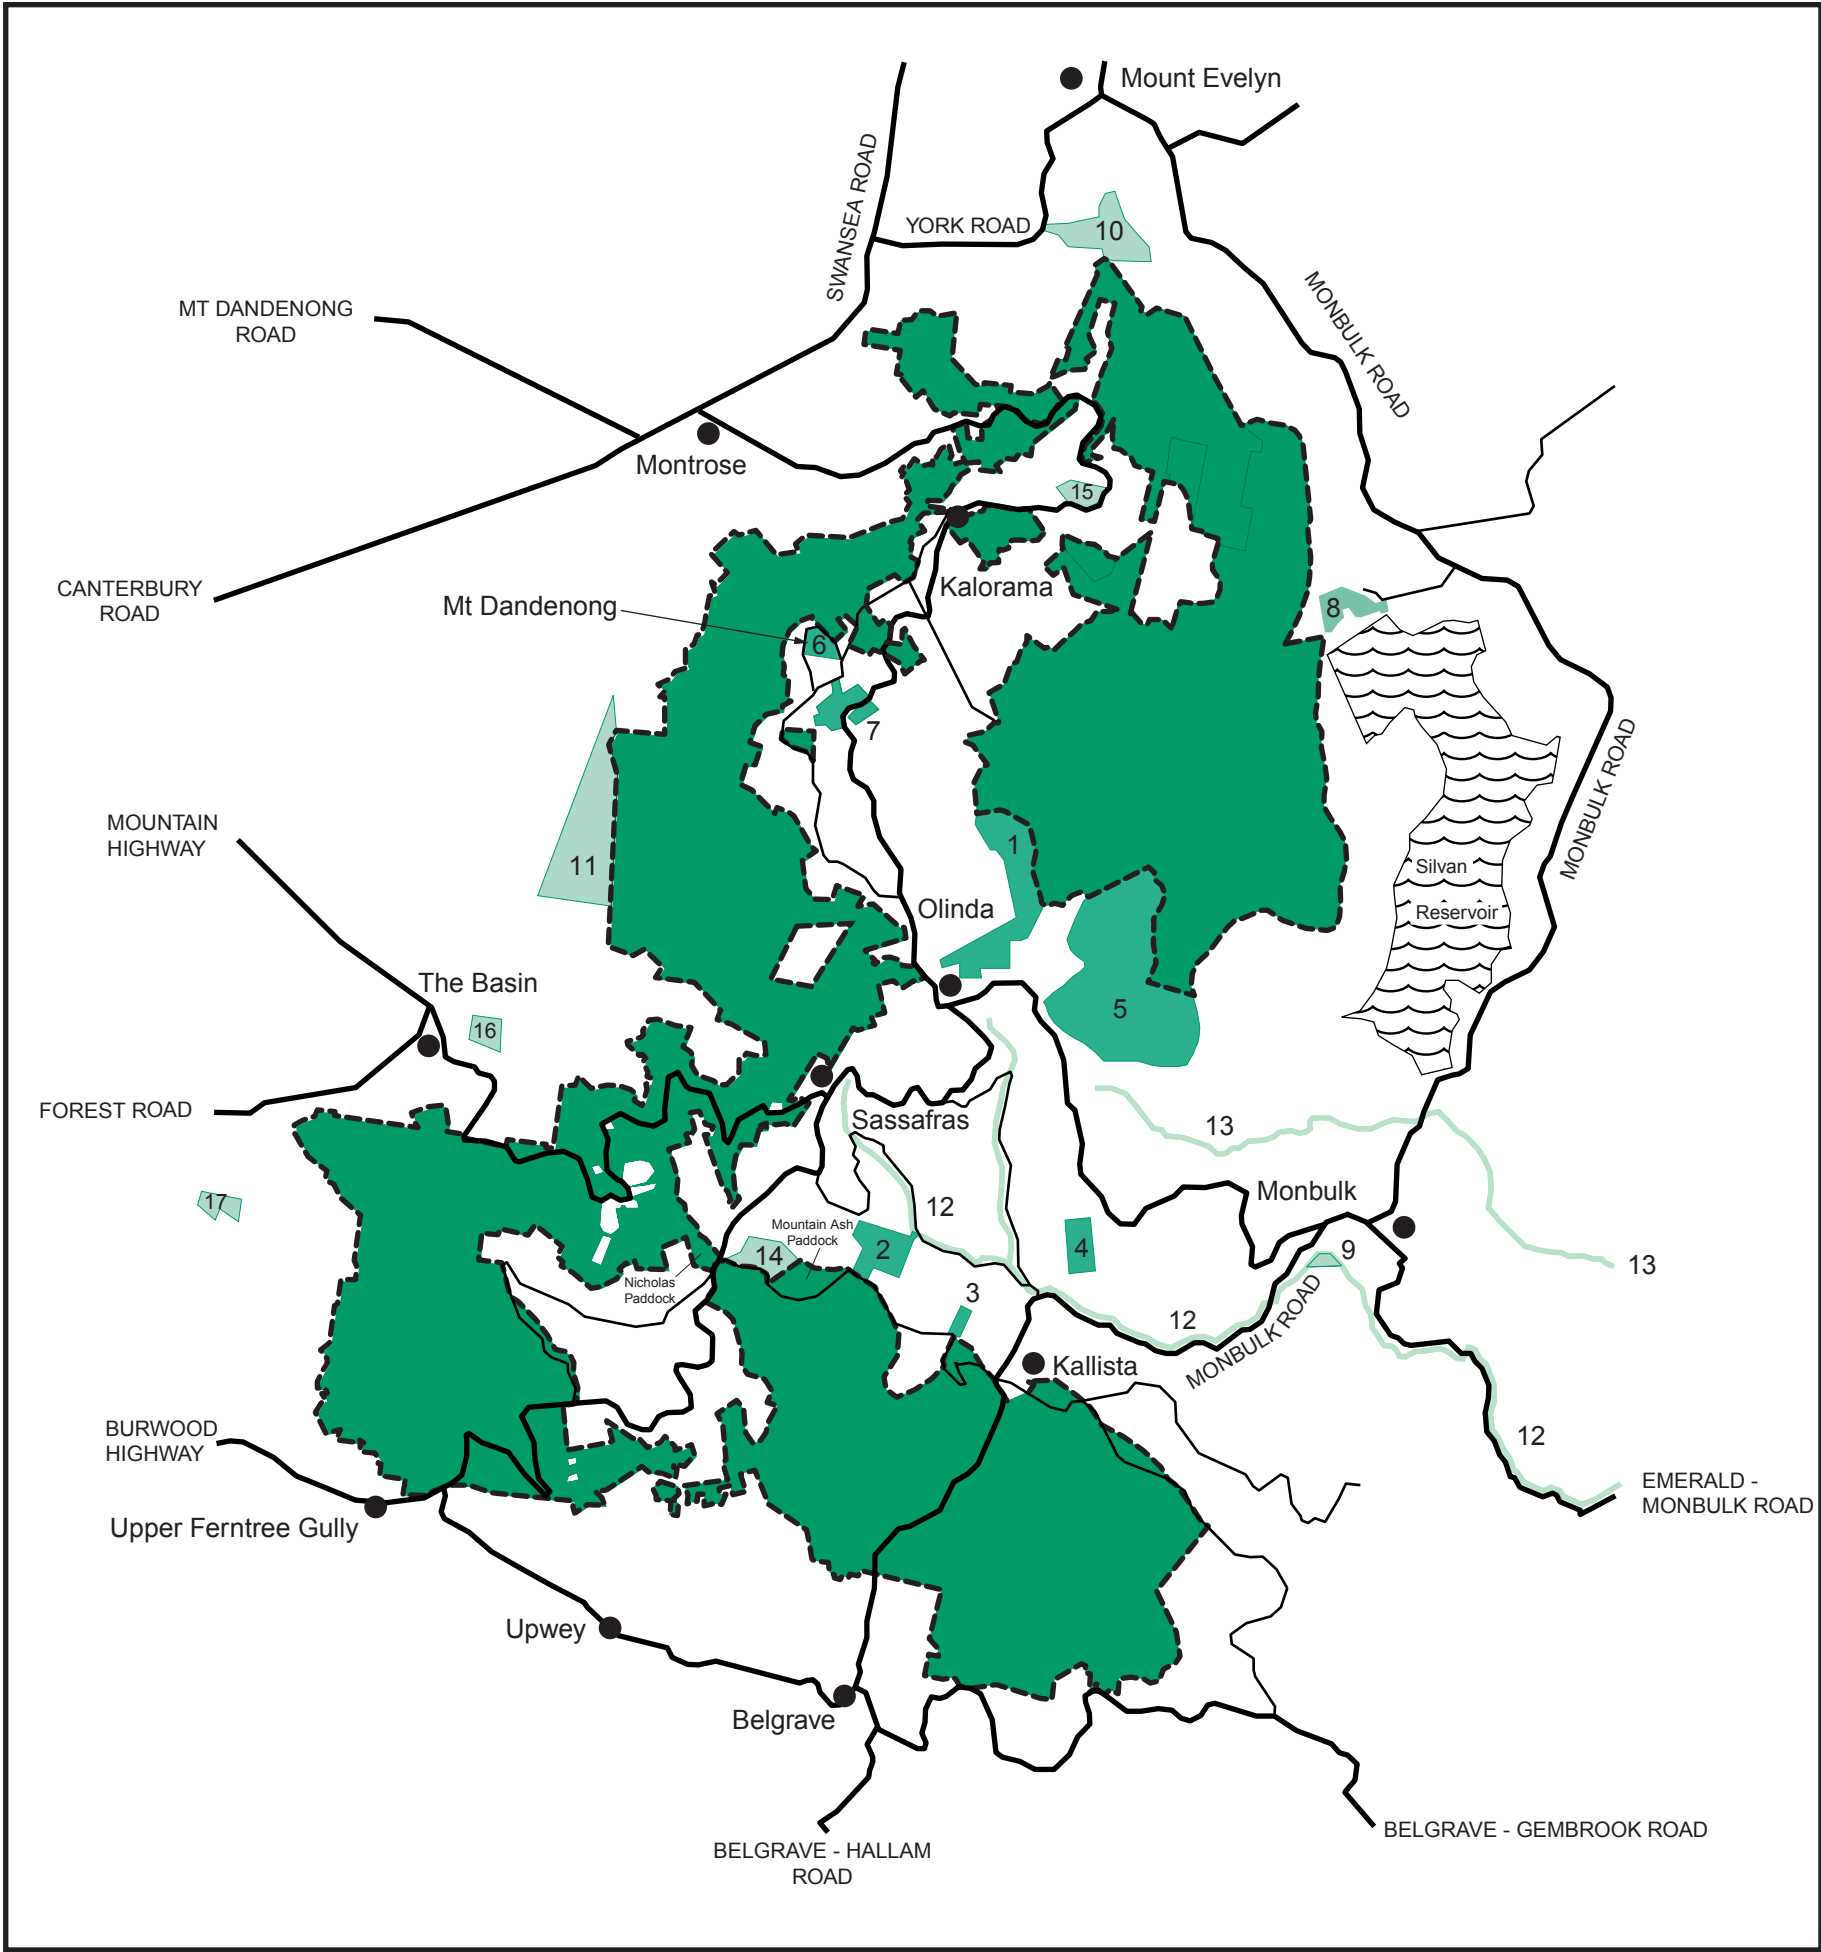 Mount Evelyn
SWANSEA ROAD
YORK ROAD
10
MT DANDENONG
ROAD
MONBULK ROAD
Montrose
15
CANTERBURY
ROAD
Kalorama
Mt Dandenong
8
6
7
MONBULK ROAD
MOUNTAIN
HIGHWAY
1
11
Silvan
Reservoir
Olinda
The Basin
5
16
FOREST ROAD
Sassafras
13
17
12
Monbulk
Mountain Ash
Paddock
14
2
4
9
13
Nicholas
Paddock
3
12
MONBULK ROAD
Kallista
BURWOOD
HIGHWAY
12
EMERALD -
MONBULK ROAD
Upper Ferntree Gully
Upwey
Belgrave
BELGRAVE - GEMBROOK ROAD
BELGRAVE - HALLAM
ROAD